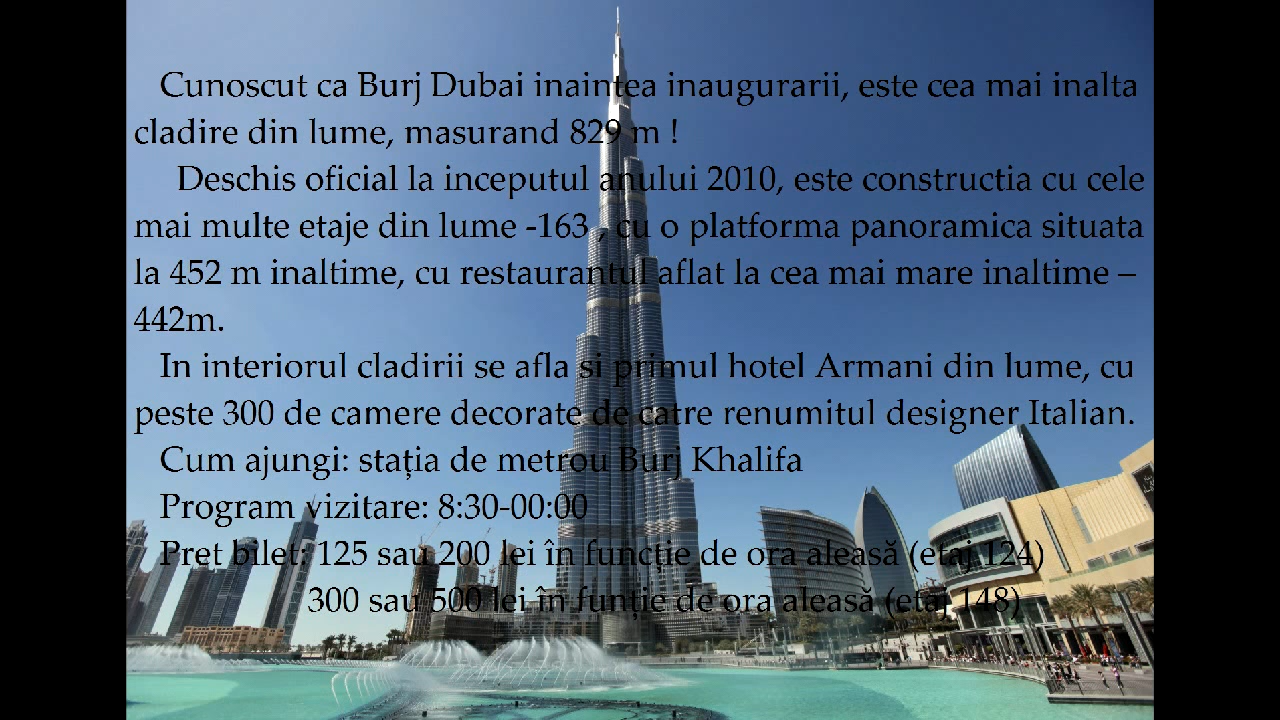 Cunoscut ca Burj Dubai inaintea inaugurarii, este cea mai inalta
cladire din lume, masurand 829 m !
Deschis oficial la inceputul anului 2010, este constructia cu cele
mai multe etaje din lume -163 , cu o platforma panoramica situata
la 452 m inaltime, cu restaurantul aflat la cea mai mare inaltime –
442m.
In interiorul cladirii se afla si primul hotel Armani din lume, cu
peste 300 de camere decorate de catre renumitul designer Italian.
Cum ajungi: stația de metrou Burj Khalifa
Program vizitare: 8:30-00:00
Pret bilet: 125 sau 200 lei în funcție de ora aleasă (etaj 124)
300 sau 500 lei în funție de ora aleasă (etaj 148)